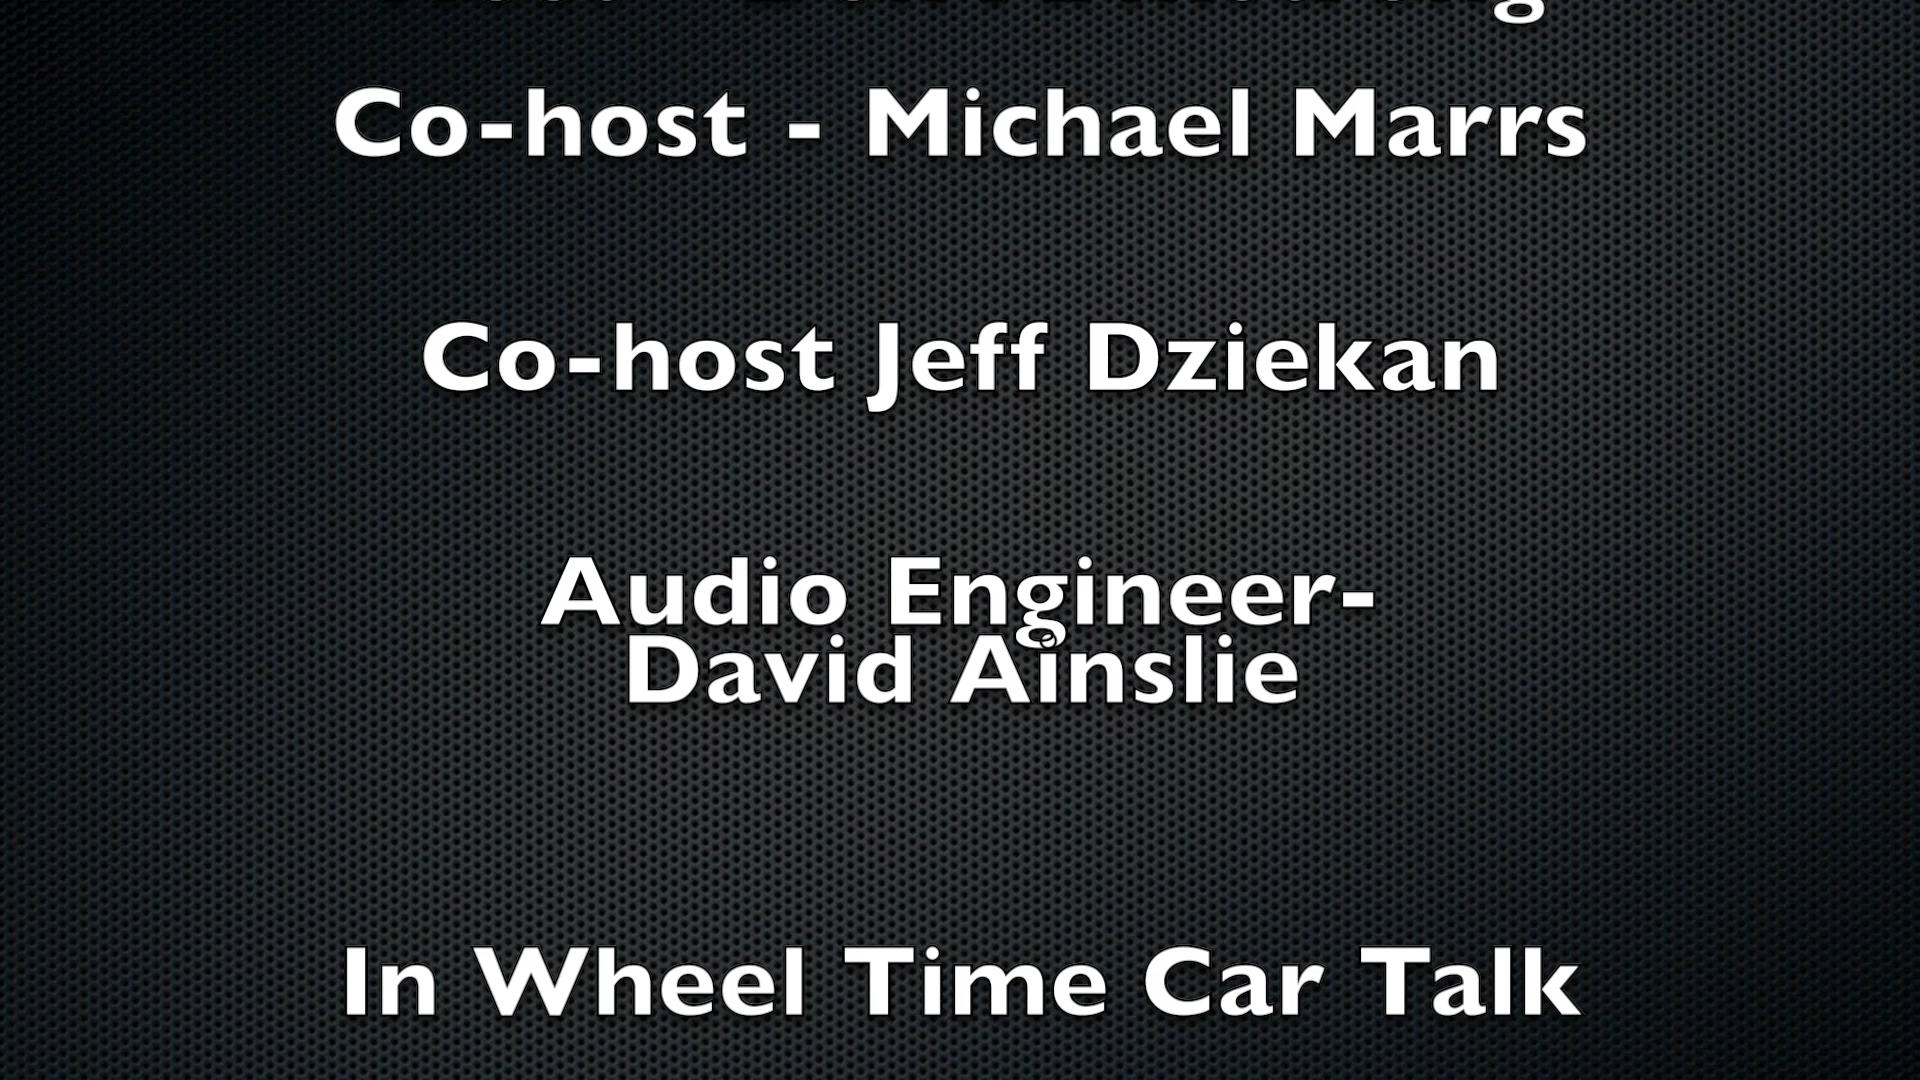 Co-host - Michael Marrs
Co-host Jeff Dziekan
Audio Engineer-
David Ainslie
In Wheel Time Car Talk